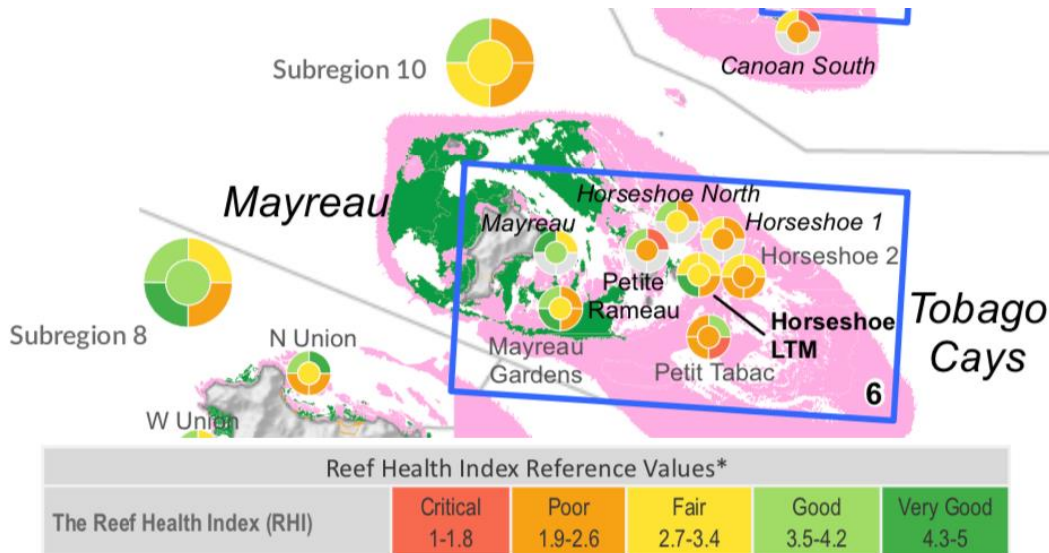 Canoan South
Subregion 10
Mayreau
Horseshoe North
Mayreau
Horseshoe 1
Horseshoe 2
Petite
Rameau
Horseshoe
LTM
Tobago
Cays
Subregion 8
N Union
Mayreau
Gardens
Petit Tabac
6
W Union
Reef Health Index Reference Values*
The Reef Health Index (RHI)
Critical
1-1.8
Poor
1.9-2.6
Fair
2.7-3.4
Good
3.5-4.2
Very Good
4.3-5